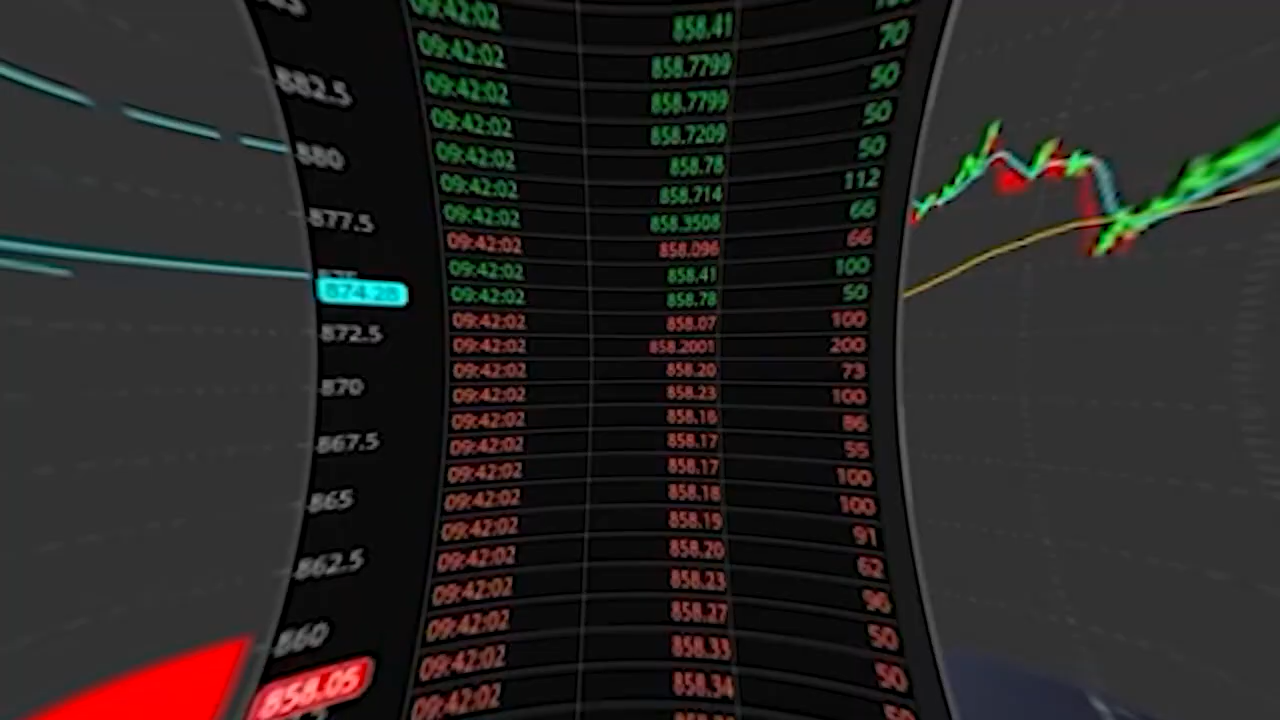 882.5
880
877.5
874.28
872.5
870
867.5
865
862.5
860
858.05
09:42:02 858.41
09:42:02 858.7799 70
09:42:02 858.7799 50
09:42:02 858.7209 50
09:42:02 858.78 50
09:42:02 858.714 112
09:42:02 858.3508 66
09:42:02 858.096 66
09:42:02 858.41 100
09:42:02 858.78 50
09:42:02 858.07 100
09:42:02 858.2001 200
09:42:02 858.20 73
09:42:02 858.23 100
09:42:02 858.18 86
09:42:02 858.17 55
09:42:02 858.17 100
09:42:02 858.18 100
09:42:02 858.19 91
09:42:02 858.20 62
09:42:02 858.23 96
09:42:02 858.27 50
09:42:02 858.33 50
09:42:02 858.34